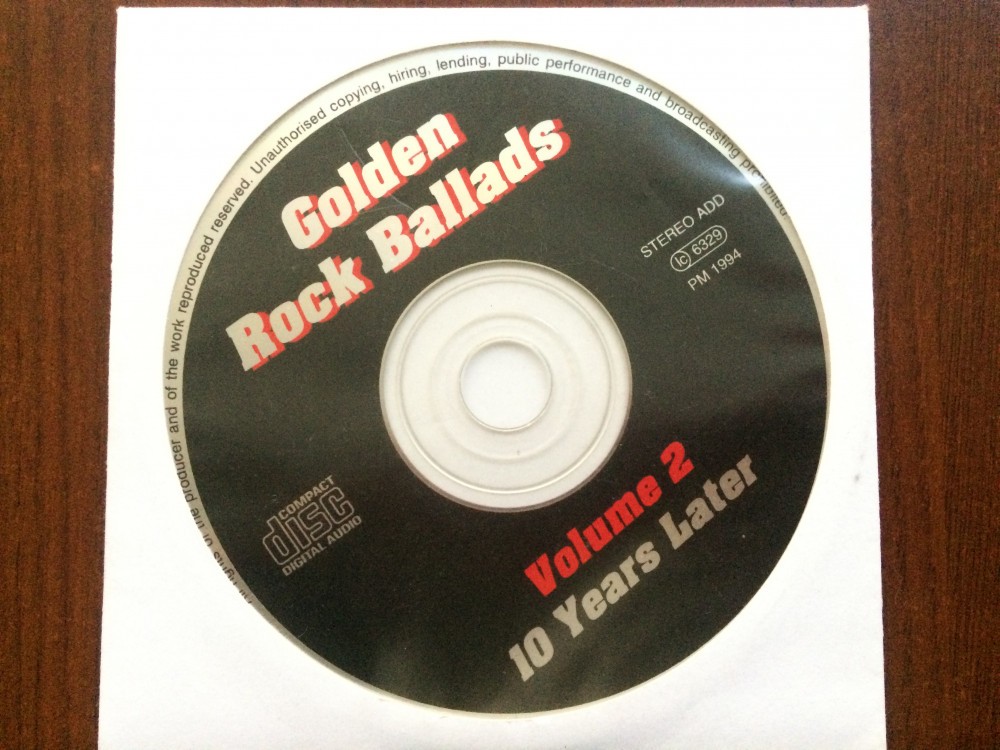 All rights of the producer and of the work reproduced reserved. Unauthorised copying, hiring, lending, public performance and broadcasting prohibited
Golden
Rock Ballads
STEREO ADD
lc 6329
PM 1994
COMPACT
disc
DIGITAL AUDIO
Volume 2
10 Years Later